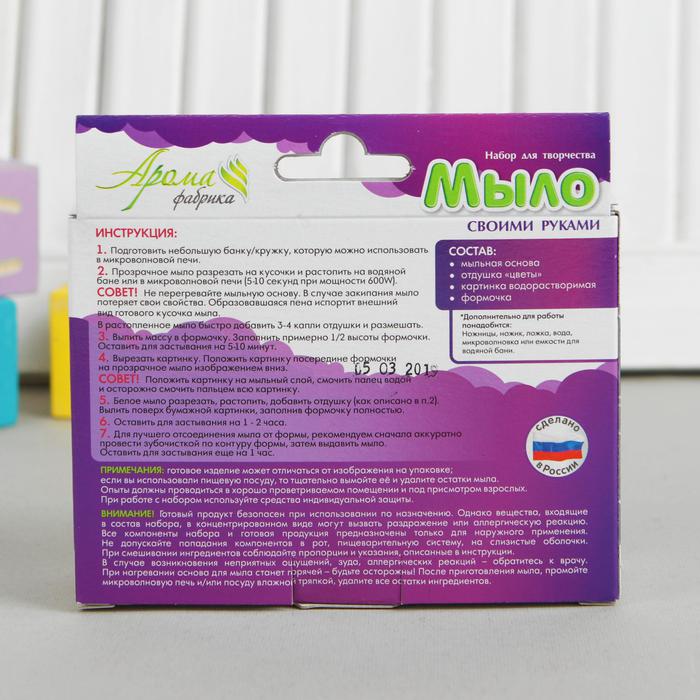 Арома
фабрика
Набор для творчества
Мыло
СВОИМИ РУКАМИ
ИНСТРУКЦИЯ:
1. Подготовить небольшую банку/кружку, которую можно использовать
в микроволновой печи.
2. Прозрачное мыло разрезать на кусочки и растопить на водяной
бане или в микроволновой печи (5-10 секунд при мощности 600W).
СОВЕТ! Не перегревайте мыльную основу. В случае закипания мыло
потеряет свои свойства. Образовавшаяся пена испортит внешний
вид готового кусочка мыла.
В растопленное мыло быстро добавить 3-4 капли отдушки и размешать.
3. Вылить массу в формочку. Заполнить примерно 1/2 высоты формочки.
Оставить для застывания на 5-10 минут.
4. Вырезать картинку. Положить картинку посередине формочки
на прозрачное мыло изображением вниз.
СОВЕТ! Положить картинку на мыльный слой, смочить палец водой
и осторожно смочить пальцем всю картинку.
5. Белое мыло разрезать, растопить, добавить отдушку (как описано в п.2).
Вылить поверх бумажной картинки, заполнив формочку полностью.
6. Оставить для застывания на 1 - 2 часа.
7. Для лучшего отсоединения мыла от формы, рекомендуем сначала аккуратно
провести зубочисткой по контуру формы, затем выдавить мыло.
Оставить для застывания еще на 1 час.
СОСТАВ:
• мыльная основа
• отдушка «цветы»
• картинка водорастворимая
• формочка
*Дополнительно для работы
понадобится:
Ножницы, ножик, ложка, вода,
микроволновка или емкости для
водяной бани.
05 03 2019
сделано
в России
ПРИМЕЧАНИЯ: готовое изделие может отличаться от изображения на упаковке;
если вы использовали пищевую посуду, то тщательно вымойте её и удалите остатки мыла.
Опыты должны проводиться в хорошо проветриваемом помещении и под присмотром взрослых.
При работе с набором используйте средства индивидуальной защиты.
ВНИМАНИЕ! Готовый продукт безопасен при использовании по назначению. Однако вещества, входящие
в состав набора, в концентрированном виде могут вызвать раздражение или аллергическую реакцию.
Все компоненты набора и готовая продукция предназначены только для наружного применения.
Не допускайте попадания компонентов в рот, пищеварительную систему, на слизистые оболочки.
При смешивании ингредиентов соблюдайте пропорции и указания, описанные в инструкции.
В случае возникновения неприятных ощущений, зуда, аллергических реакций – обратитесь к врачу.
При нагревании основа для мыла станет горячей – будьте осторожны! После приготовления мыла, промойте
микроволновую печь и/или посуду влажной тряпкой, удалите все остатки ингредиентов.